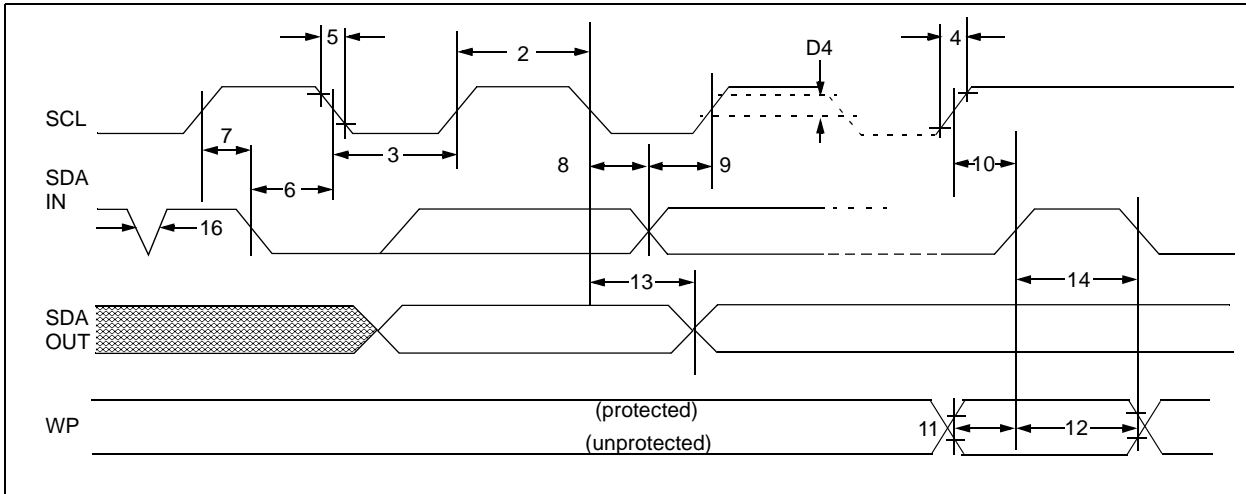 5
2
D4
4
SCL
7
3
8
9
10
SDA
IN
6
16
13
14
SDA
OUT
WP
(protected)
(unprotected)
11
12